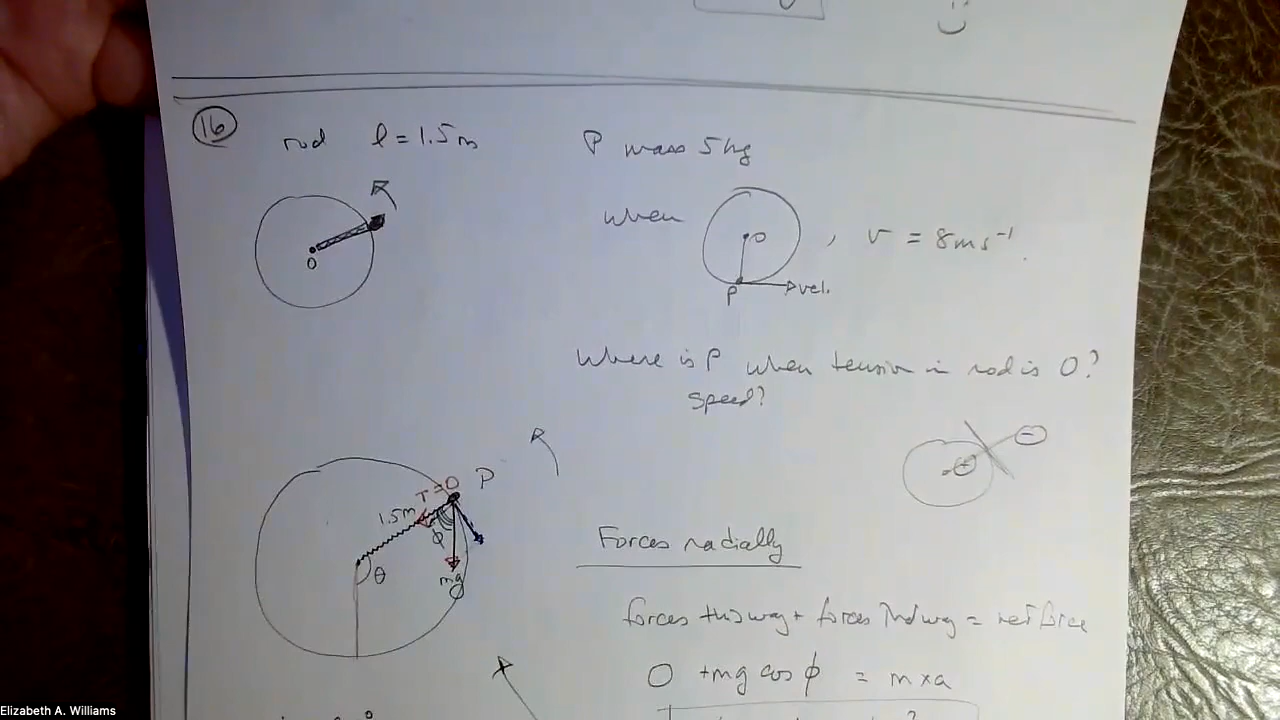 16 rod l = 1.5m P mass 5kg
O
when O P vel. , v = 8ms⁻¹
Where is P when tension in rod is 0?
speed?
+ −
P
T=0
1.5m
ϕ
θ
mg
Forces radially
forces this way + forces that way = net force
0 +mg cos ϕ = m×a
Elizabeth A. Williams